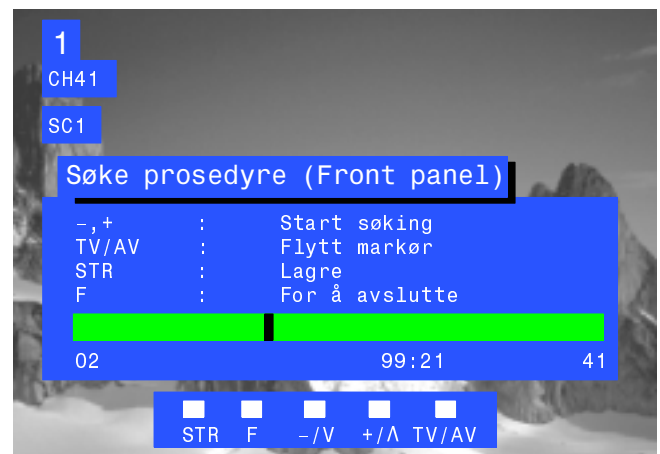 1
CH41
SC1
Søke prosedyre (Front panel)
–,+ : Start søking
TV/AV : Flytt markør
STR : Lagre
F : For å avslutte
02 99:21 41
STR F –/V +/Λ TV/AV